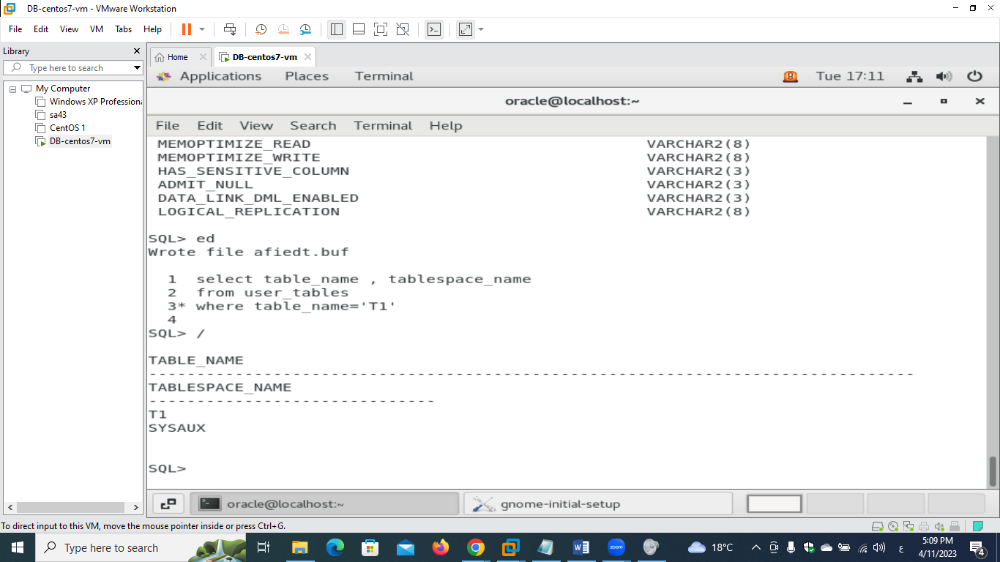 DB-centos7-vm - VMware Workstation
File Edit View VM Tabs Help
Library
Type here to search
My Computer
Windows XP Professiona
sa43
CentOS 1
DB-centos7-vm
Home
DB-centos7-vm
Applications Places Terminal
Tue 17:11
oracle@localhost:~
File Edit View Search Terminal Help
MEMOPTIMIZE_READ VARCHAR2(8)
MEMOPTIMIZE_WRITE VARCHAR2(8)
HAS_SENSITIVE_COLUMN VARCHAR2(3)
ADMIT_NULL VARCHAR2(3)
DATA_LINK_DML_ENABLED VARCHAR2(3)
LOGICAL_REPLICATION VARCHAR2(8)
SQL> ed
Wrote file afiedt.buf
1 select table_name , tablespace_name
2 from user_tables
3* where table_name='T1'
4
SQL> /
TABLE_NAME
--------------------------------------------------------------------------------
TABLESPACE_NAME
------------------------------
T1
SYSAUX
SQL>
oracle@localhost:~
gnome-initial-setup
To direct input to this VM, move the mouse pointer inside or press Ctrl+G.
Type here to search
zoom
18°C
ع
5:09 PM
4/11/2023
4